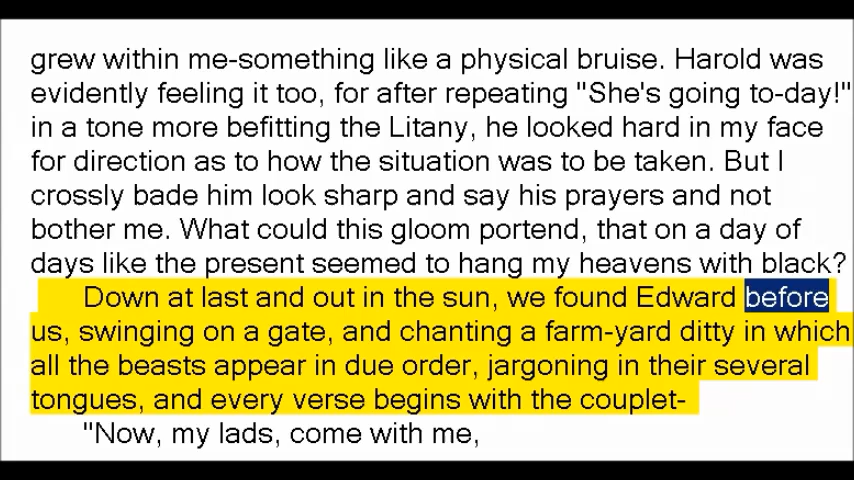 grew within me-something like a physical bruise. Harold was
evidently feeling it too, for after repeating "She's going to-day!"
in a tone more befitting the Litany, he looked hard in my face
for direction as to how the situation was to be taken. But I
crossly bade him look sharp and say his prayers and not
bother me. What could this gloom portend, that on a day of
days like the present seemed to hang my heavens with black?
Down at last and out in the sun, we found Edward before
us, swinging on a gate, and chanting a farm-yard ditty in which
all the beasts appear in due order, jargoning in their several
tongues, and every verse begins with the couplet-
"Now, my lads, come with me,